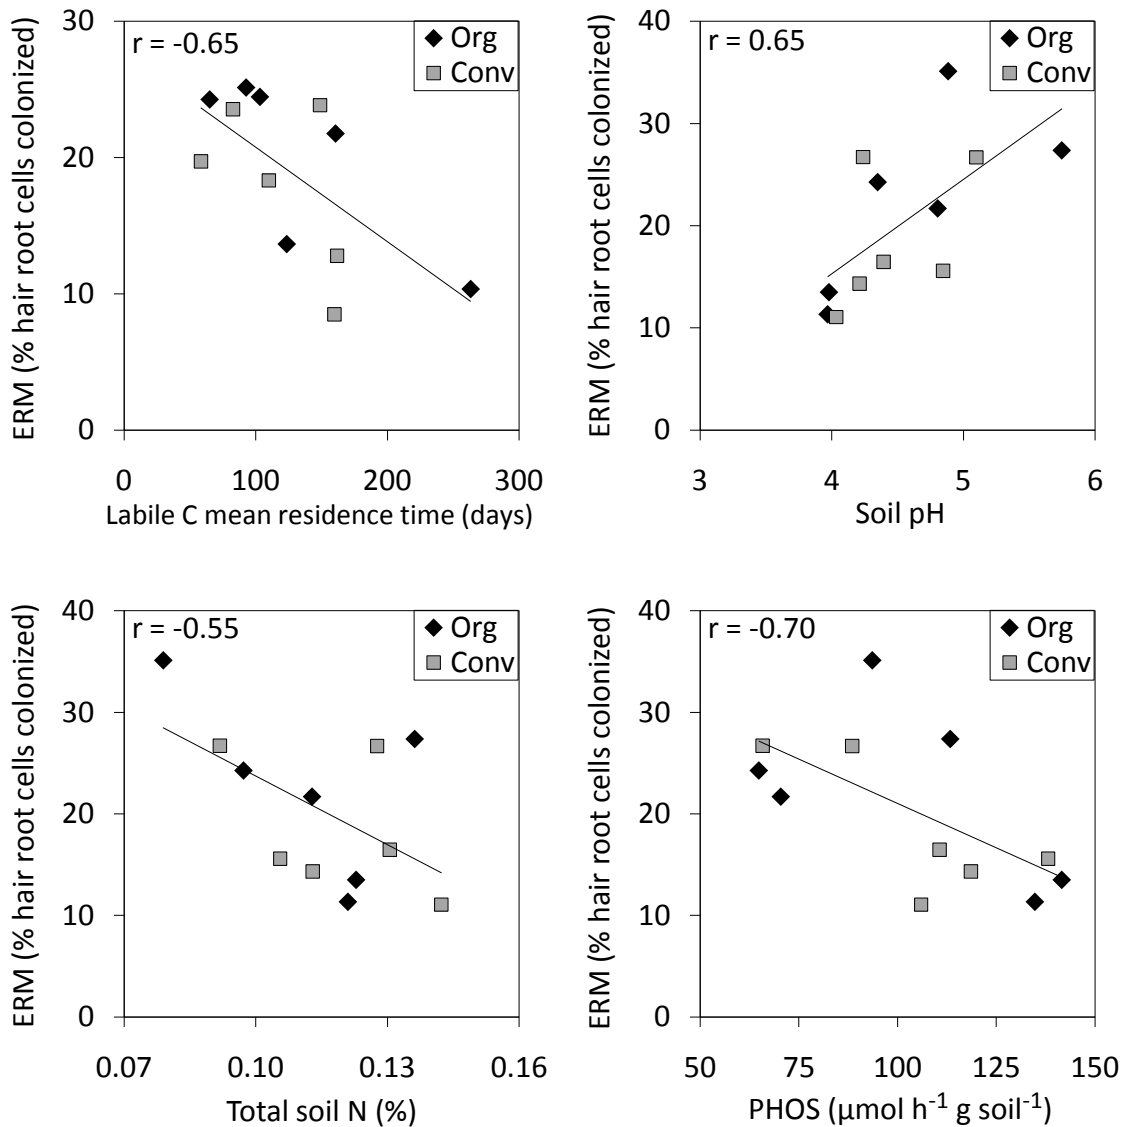 ERM (% hair root cells colonized)
r = -0.65
Org
Conv
30
20
10
0
0 100 200 300
Labile C mean residence time (days)
ERM (% hair root cells colonized)
r = 0.65
Org
Conv
40
30
20
10
0
3 4 5 6
Soil pH
ERM (% hair root cells colonized)
r = -0.55
Org
Conv
40
30
20
10
0
0.07 0.10 0.13 0.16
Total soil N (%)
ERM (% hair root cells colonized)
r = -0.70
Org
Conv
40
30
20
10
0
50 75 100 125 150
PHOS (µmol h⁻¹ g soil⁻¹)